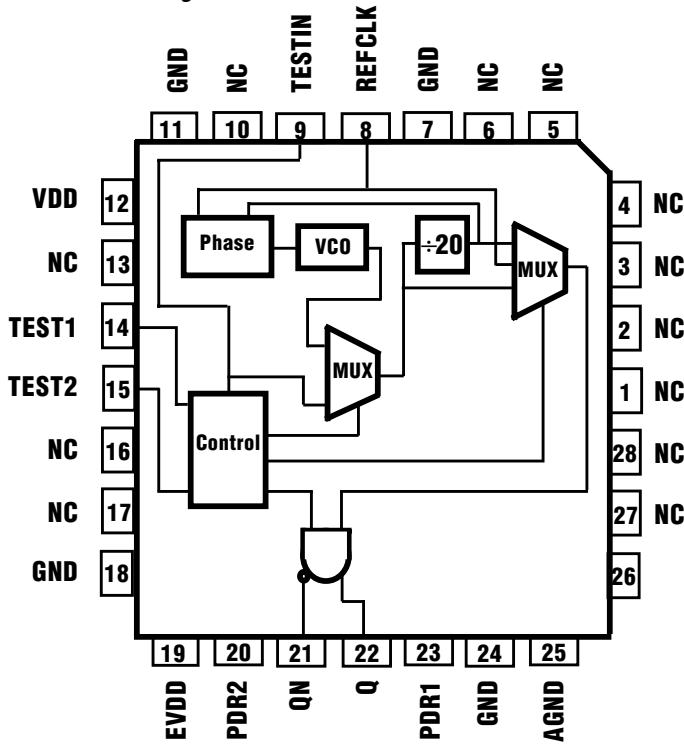 GND
NC
TESTIN
REFCLK
GND
NC
NC
11
10
9
8
7
6
5
VDD
12
4
NC
Phase
VCO
÷20
MUX
NC
13
3
NC
TEST1
14
2
NC
MUX
TEST2
15
1
NC
Control
NC
16
28
NC
NC
17
27
NC
GND
18
26
19
20
21
22
23
24
25
EVDD
PDR2
QN
Q
PDR1
GND
AGND